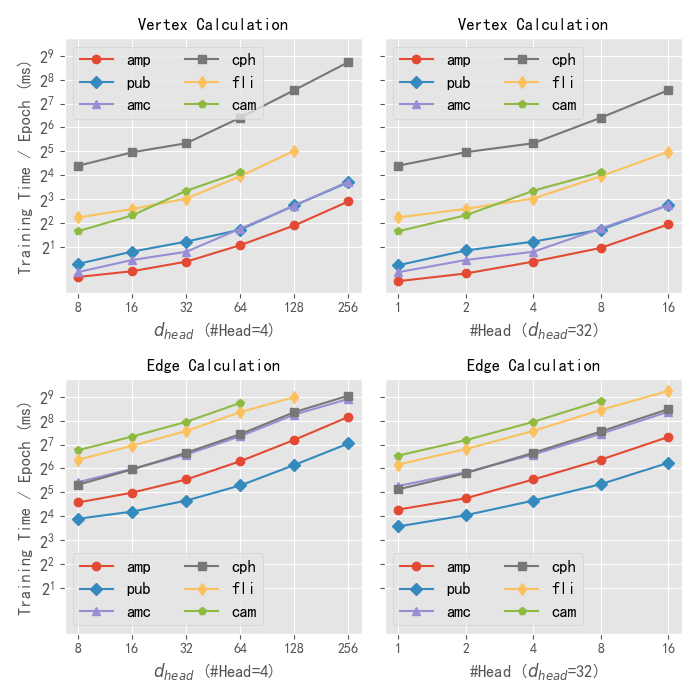 Vertex Calculation
Training Time / Epoch (ms)
2^9
2^8
2^7
2^6
2^5
2^4
2^3
2^2
2^1
amp cph
pub fli
amc cam
8 16 32 64 128 256
d_head (#Head=4)
Vertex Calculation
amp cph
pub fli
amc cam
1 2 4 8 16
#Head (d_head=32)
Edge Calculation
Training Time / Epoch (ms)
2^9
2^8
2^7
2^6
2^5
2^4
2^3
2^2
2^1
amp cph
pub fli
amc cam
8 16 32 64 128 256
d_head (#Head=4)
Edge Calculation
amp cph
pub fli
amc cam
1 2 4 8 16
#Head (d_head=32)